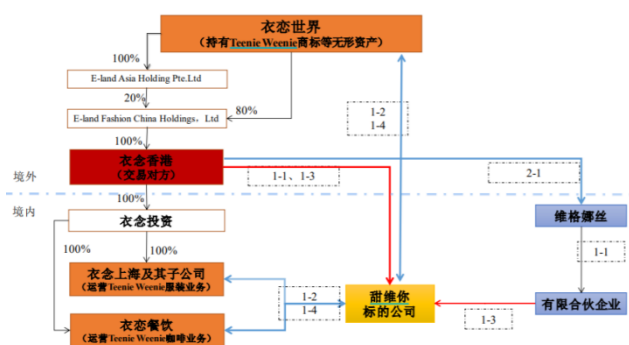 衣恋世界
（持有Teenie Weenie商标等无形资产）
100%
E-land Asia Holding Pte.Ltd
20%
80%
E-land Fashion China Holdings，Ltd
1-2
1-4
100%
衣念香港
（交易对方）
境外
1-1、1-3
2-1
境内
100%
衣念投资
维格娜丝
100%
100%
1-1
衣念上海及其子公司
（运营Teenie Weenie服装业务）
1-2
1-4
甜维你
标的公司
有限合伙企业
1-3
衣恋餐饮
（运营Teenie Weenie咖啡业务）